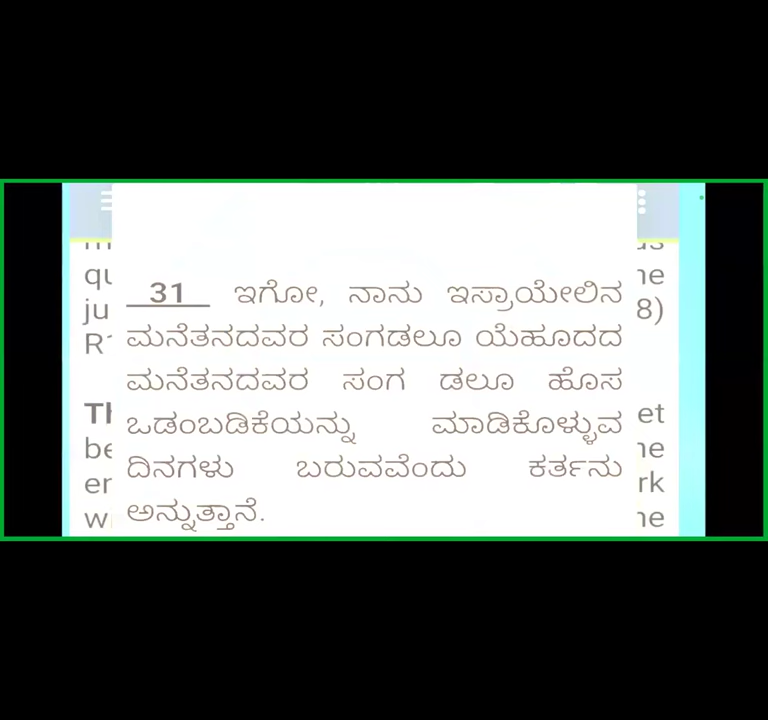 31 ಇಗೋ, ನಾನು ಇಸ್ರಾಯೇಲಿನ
ಮನೆತನದವರ ಸಂಗಡಲೂ ಯೆಹೂದದ
ಮನೆತನದವರ ಸಂಗ ಡಲೂ ಹೊಸ
ಒಡಂಬಡಿಕೆಯನ್ನು ಮಾಡಿಕೊಳ್ಳುವ
ದಿನಗಳು ಬರುವವೆಂದು ಕರ್ತನು
ಅನ್ನುತ್ತಾನೆ.